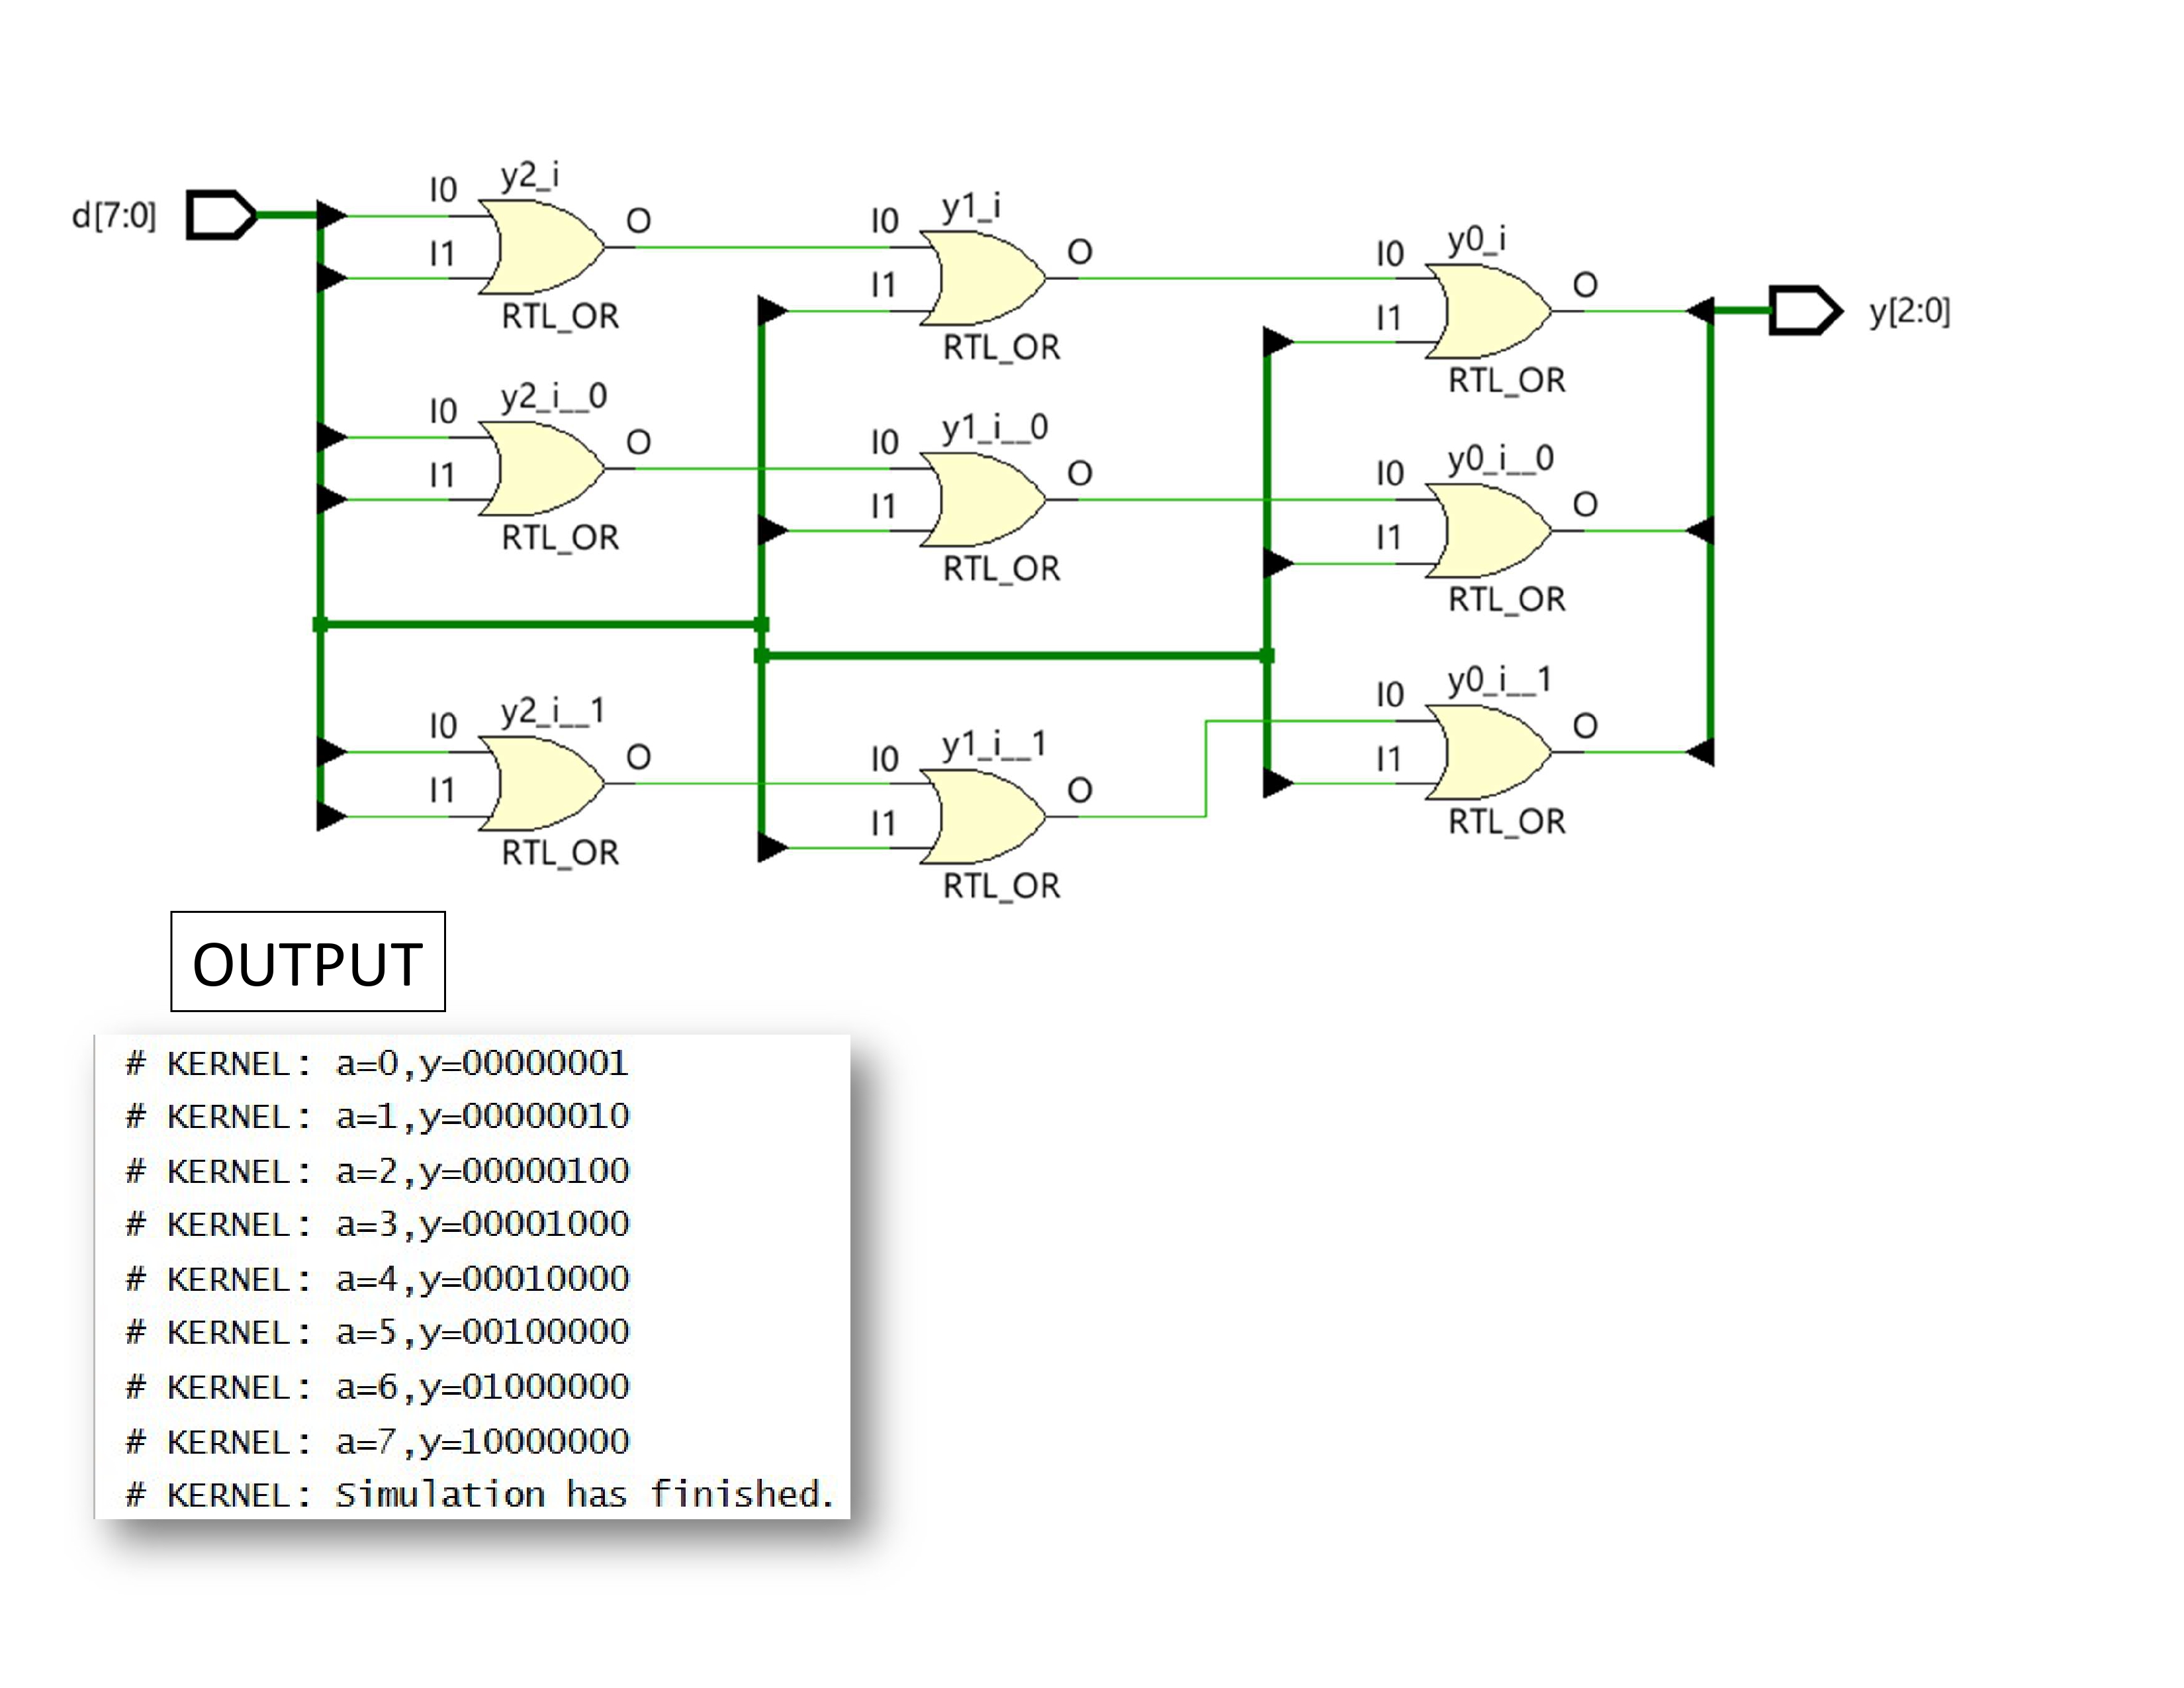 d[7:0]
I0
I1
y2_i
O
RTL_OR
I0
I1
y1_i
O
RTL_OR
I0
I1
y0_i
O
RTL_OR
y[2:0]
I0
I1
y2_i__0
O
RTL_OR
I0
I1
y1_i__0
O
RTL_OR
I0
I1
y0_i__0
O
RTL_OR
I0
I1
y2_i__1
O
RTL_OR
I0
I1
y1_i__1
O
RTL_OR
I0
I1
y0_i__1
O
RTL_OR
OUTPUT
# KERNEL: a=0,y=00000001
# KERNEL: a=1,y=00000010
# KERNEL: a=2,y=00000100
# KERNEL: a=3,y=00001000
# KERNEL: a=4,y=00010000
# KERNEL: a=5,y=00100000
# KERNEL: a=6,y=01000000
# KERNEL: a=7,y=10000000
# KERNEL: Simulation has finished.